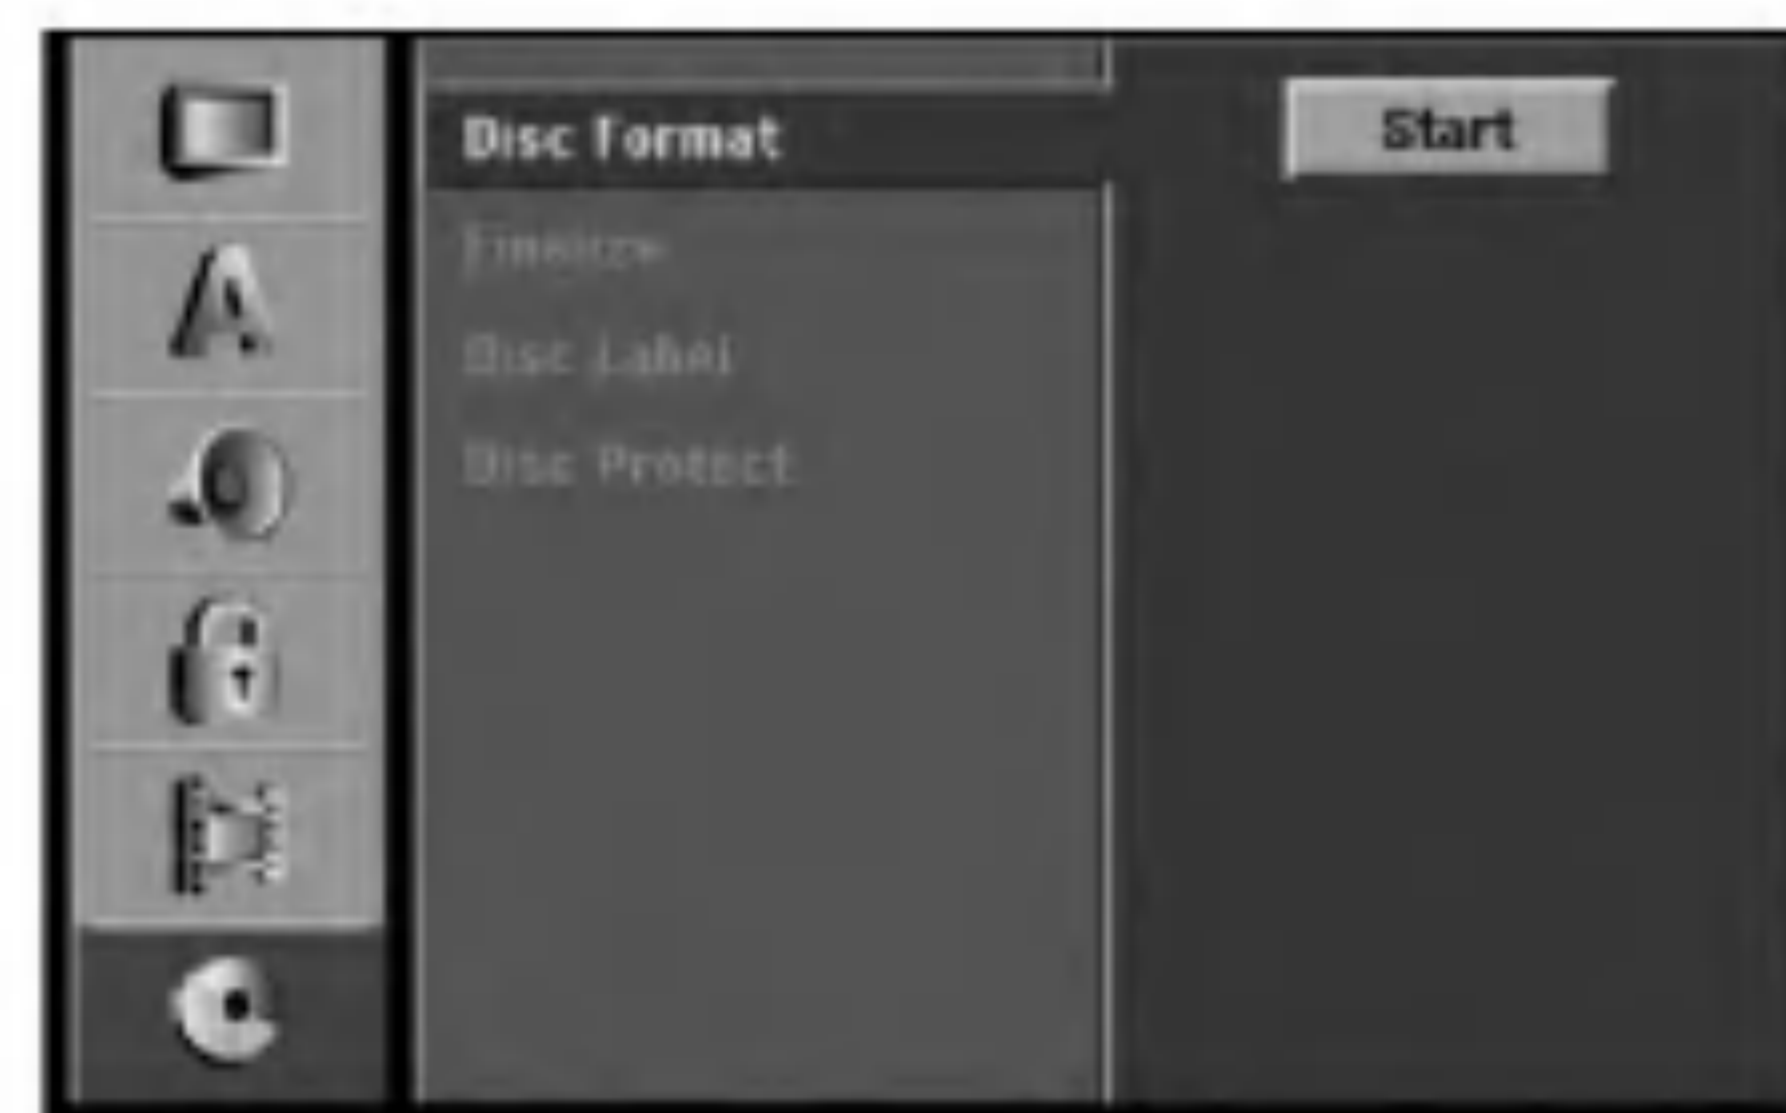 Disc Format
Start
Finalize
Disc Label
Disc Protect